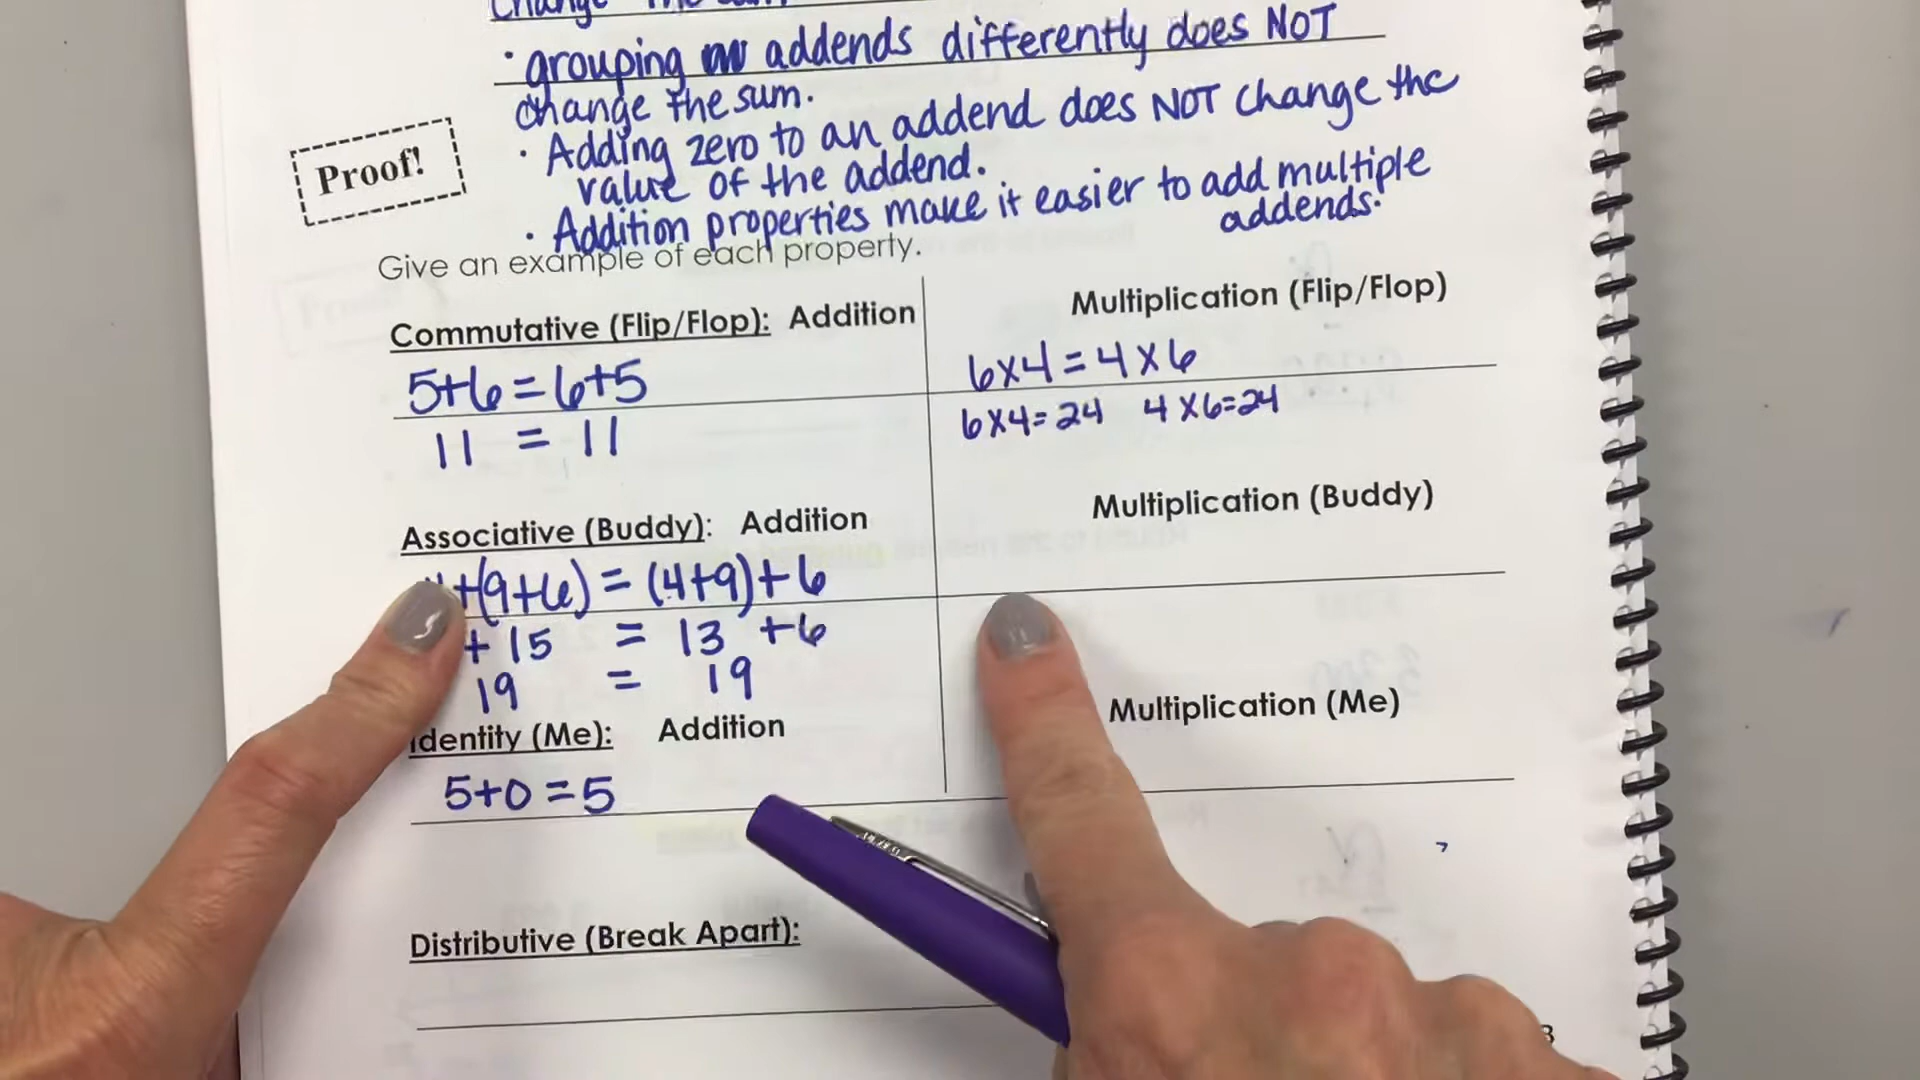 change the sum
· grouping addends differently does NOT
change the sum.
· Adding zero to an addend does NOT change the
value of the addend.
· Addition properties make it easier to add multiple
addends.
Proof!
Give an example of each property.
Commutative (Flip/Flop): Addition
5+6=6+5
11 = 11
Multiplication (Flip/Flop)
6x4=4x6
6x4=24 4x6=24
Associative (Buddy): Addition
+(9+6) = (4+9)+6
+ 15 = 13 +6
19 = 19
Multiplication (Buddy)
Identity (Me): Addition
5+0=5
Multiplication (Me)
Distributive (Break Apart):